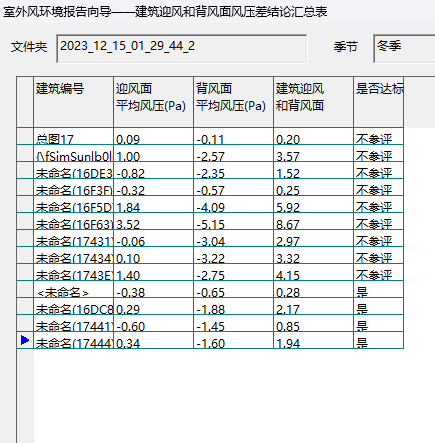 室外风环境报告向导——建筑迎风和背风面风压差结论汇总表
文件夹 2023_12_15_01_29_44_2 季节 冬季
建筑编号 迎风面 背风面 建筑迎风 是否达标
平均风压(Pa) 平均风压(Pa) 和背风面
总图17 0.09 -0.11 0.20 不参评
{\fSimSun|b0| 1.00 -2.57 3.57 不参评
未命名(16DE3 -0.82 -2.35 1.52 不参评
未命名(16F3F) -0.32 -0.57 0.25 不参评
未命名(16F5D) 1.84 -4.09 5.92 不参评
未命名(16F63) 3.52 -5.15 8.67 不参评
未命名(17431) -0.06 -3.04 2.97 不参评
未命名(17434) 0.10 -3.22 3.32 不参评
未命名(1743E) 1.40 -2.75 4.15 不参评
<未命名> -0.38 -0.65 0.28 是
未命名(16DC8 0.29 -1.88 2.17 是
未命名(17441) -0.60 -1.45 0.85 是
未命名(17444) 0.34 -1.60 1.94 是